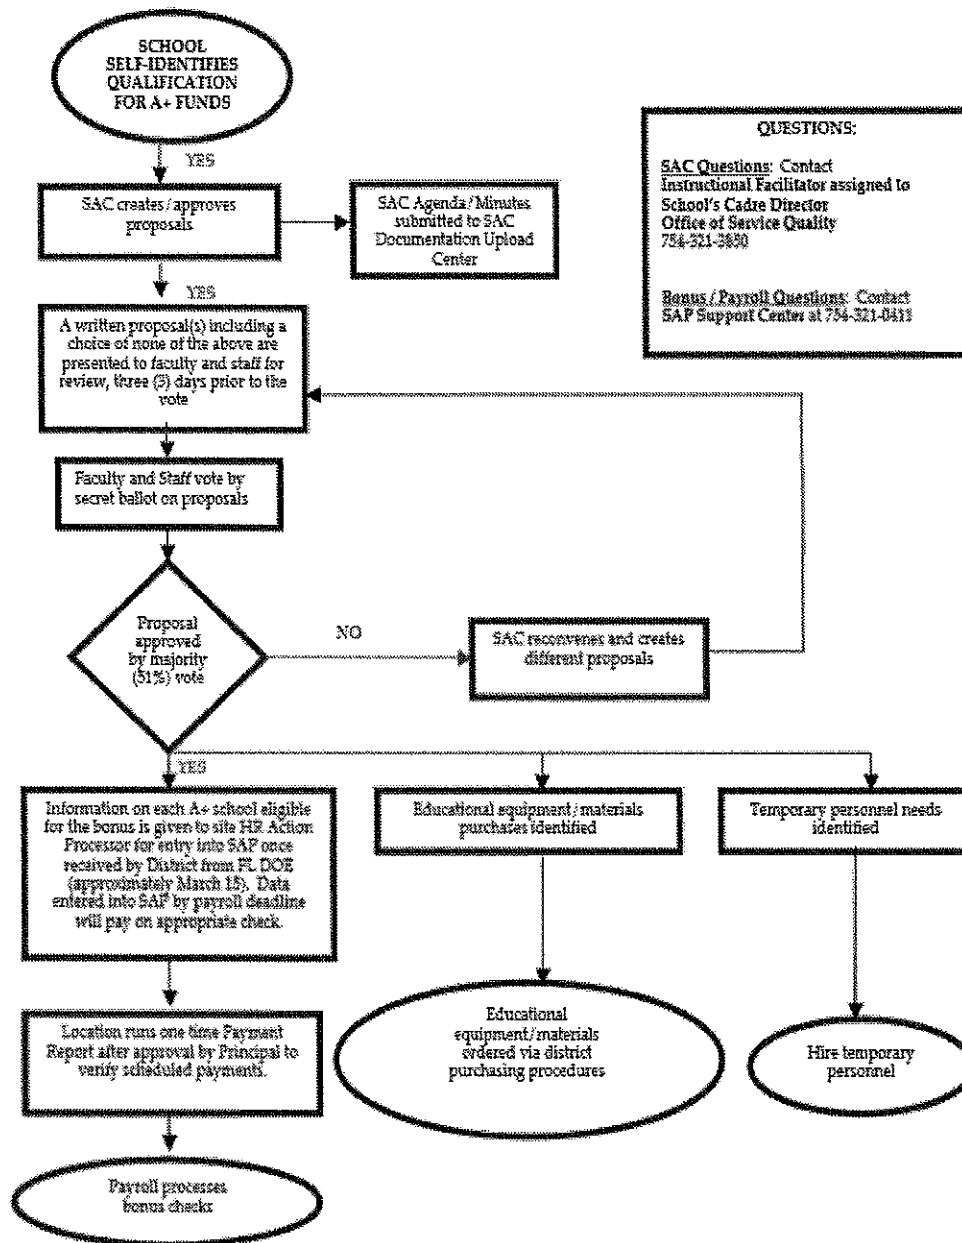 SCHOOL
SELF-IDENTIFIES
QUALIFICATION
FOR A+ FUNDS
YES
SAC creates/approves
proposals
SAC Agenda/Minutes
submitted to SAC
Documentation Upload
Center
QUESTIONS:
SAC Questions: Contact
Instructional Facilitator assigned to
School's Cadre Director
Office of Service Quality
754-321-3850
Bonus / Payroll Questions: Contact
SAP Support Center at
YES
A written proposal(s) including a
choice of none of the above are
presented to faculty and staff for
review, three (3) days prior to the
vote
Faculty and Staff vote by
secret ballot on proposals
Proposal
approved
by majority
(51%) vote
NO
SAC reconvenes and creates
different proposals
YES
Information on each A+ school eligible
for the bonus is given to site HR Action
Processor for entry into SAP once
received by District from FL DOE
(approximately March 15). Data
entered into SAP by payroll deadline
will pay on appropriate check.
Educational equipment/materials
purchases identified
Temporary personnel needs
identified
Location runs one time Payment
Report after approval by Principal to
verify scheduled payments.
Educational
equipment/materials
ordered via district
purchasing procedures
Hire temporary
personnel
Payroll processes
bonus checks